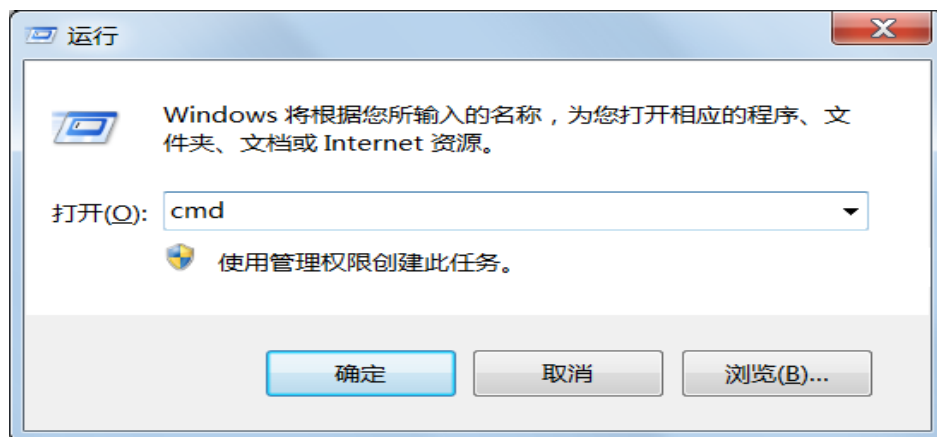 运行
Windows 将根据您所输入的名称，为您打开相应的程序、文
件夹、文档或 Internet 资源。
打开(O): cmd
使用管理权限创建此任务。
确定 取消 浏览(B)...